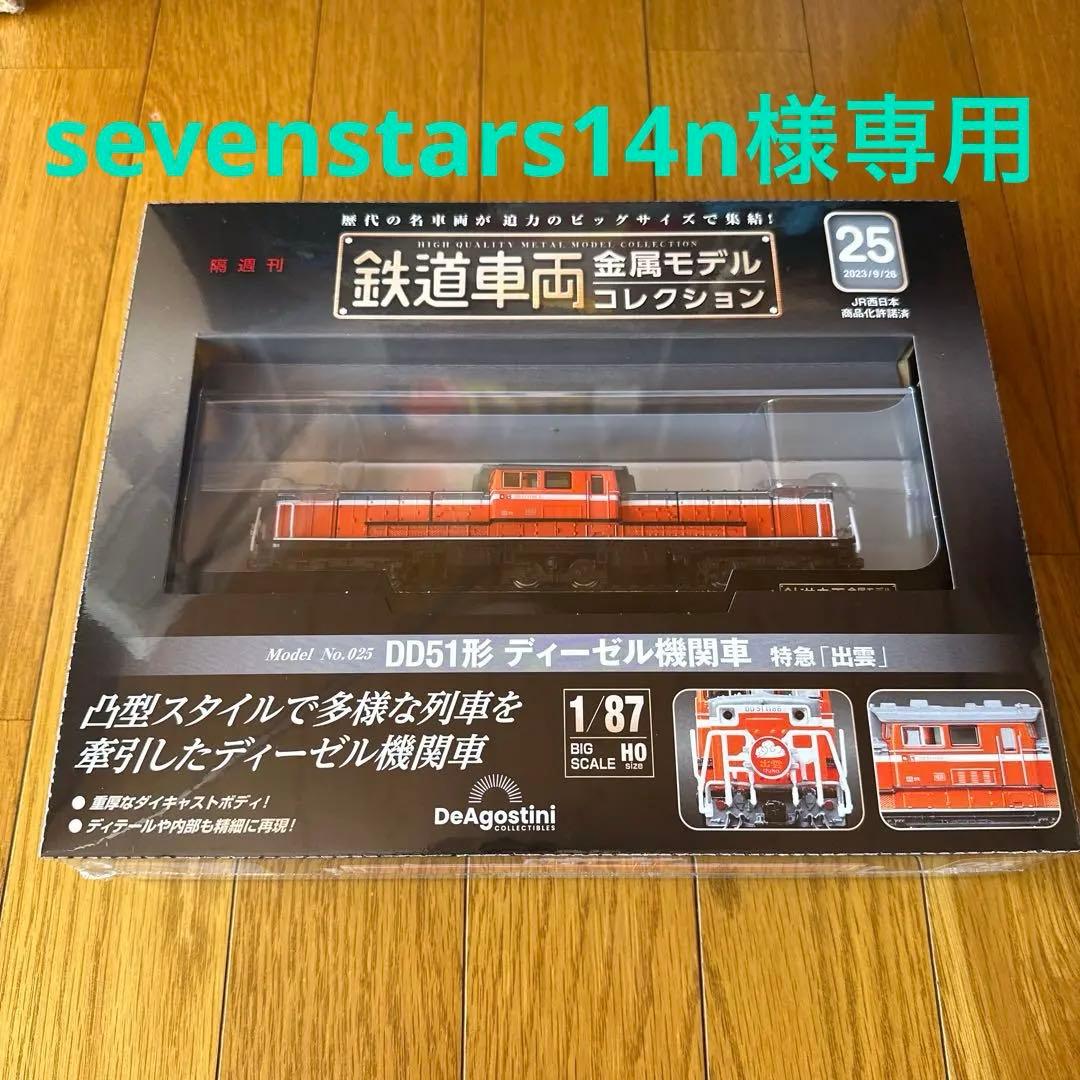 sevenstars14n様専用
歴代の名車両が迫力のビッグサイズで集結!
隔週刊
HIGH QUALITY METAL MODEL COLLECTION
鉄道車両 金属モデル
コレクション
25
2023/9/26
JR西日本
商品化許諾済
Model No.025 DD51形 ディーゼル機関車 特急「出雲」
凸型スタイルで多様な列車を
牽引したディーゼル機関車
● 重厚なダイキャストボディ!
● ディテールや内部も精細に再現!
1/87
BIG SCALE HO size
DeAgostini
COLLECTIBLES
DD51 1186
出雲